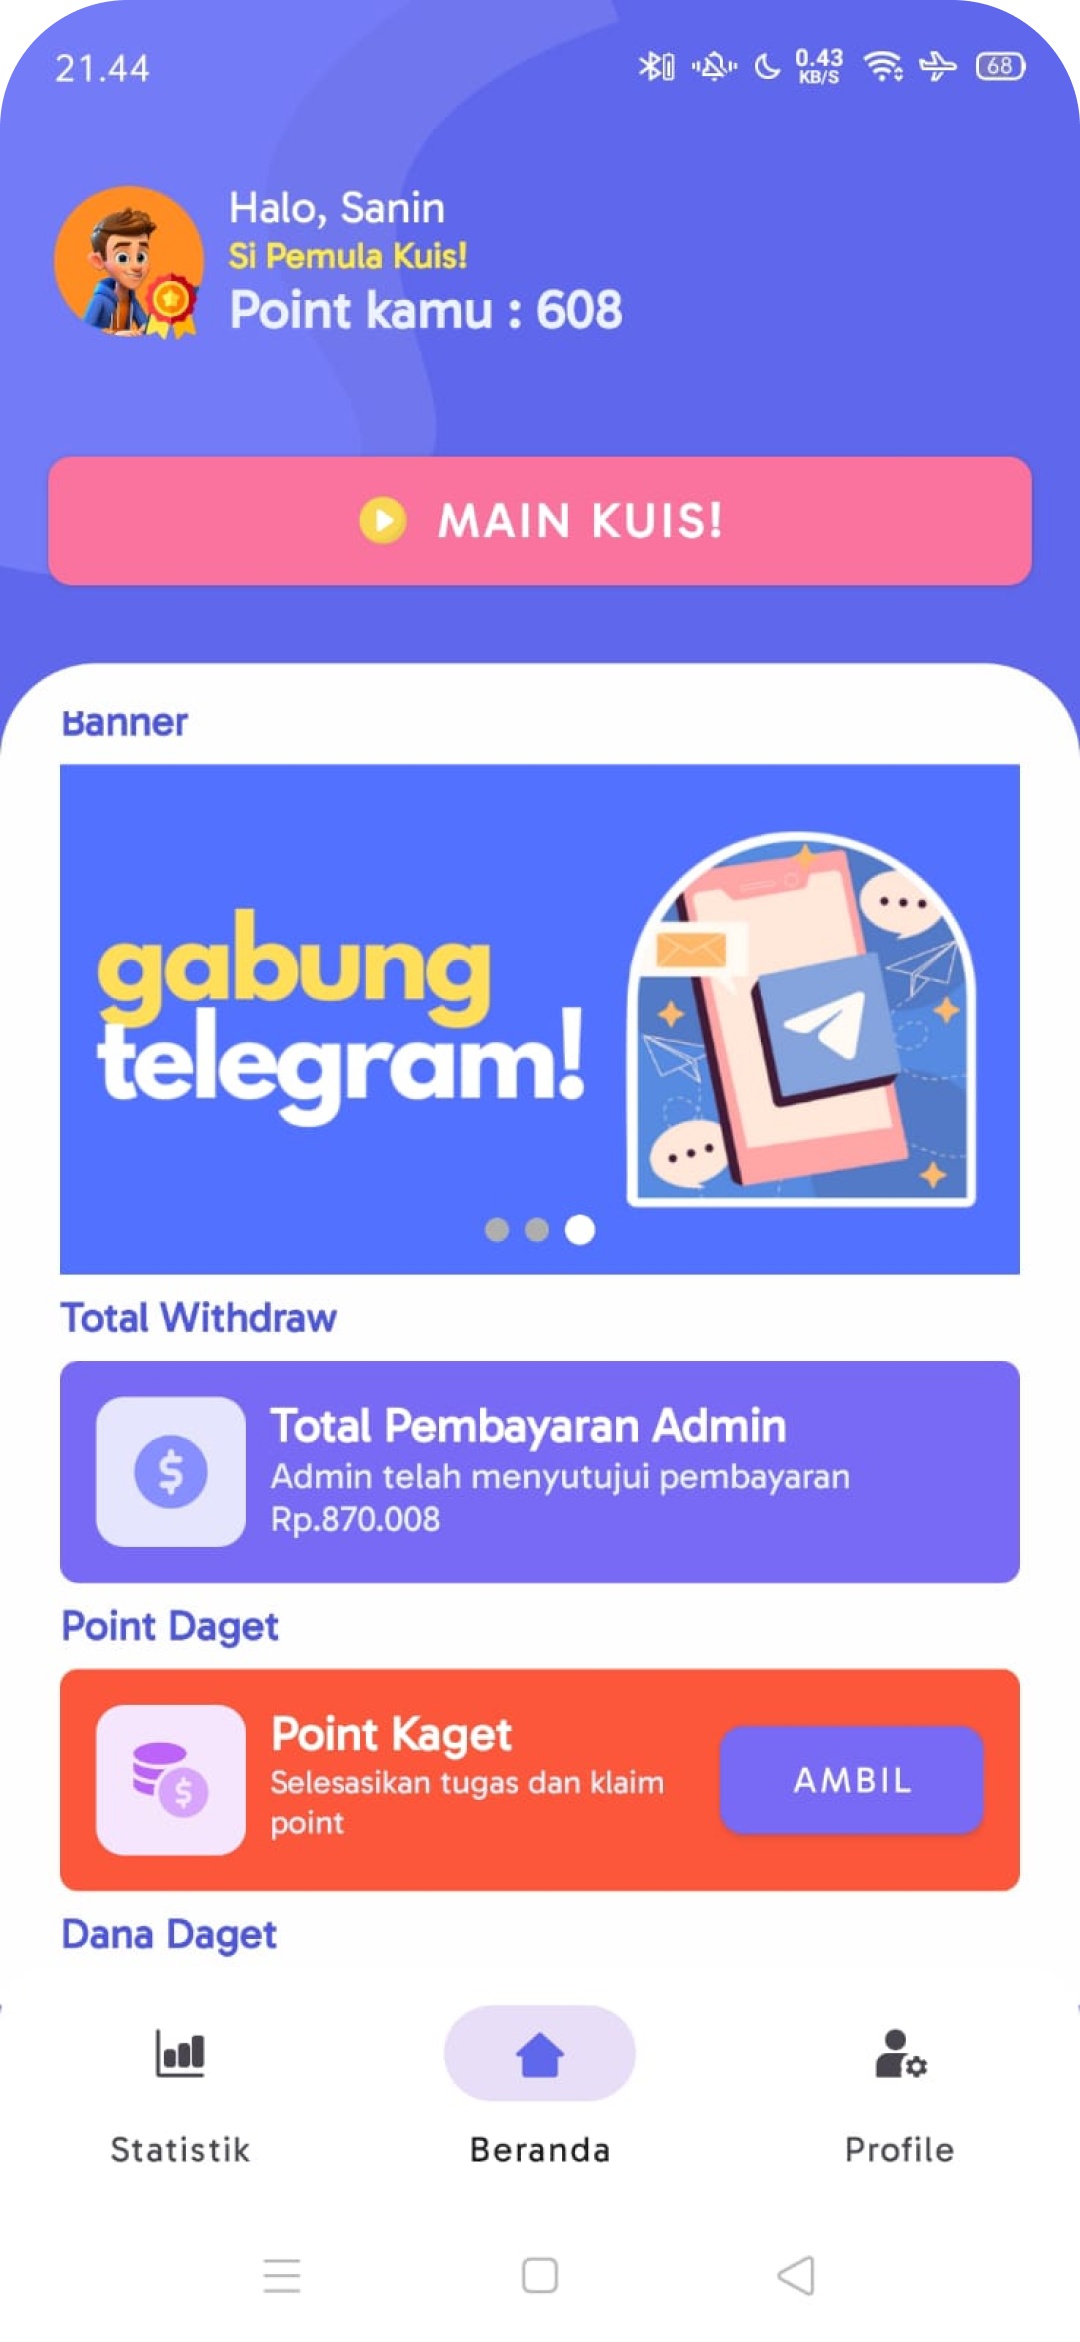 21.44
0.43
KB/S
68
Halo, Sanin
Si Pemula Kuis!
Point kamu : 608
MAIN KUIS!
Banner
gabung
telegram!
Total Withdraw
Total Pembayaran Admin
Admin telah menyutujui pembayaran
Rp.870.008
Point Daget
Point Kaget
Selesasikan tugas dan klaim
point
AMBIL
Dana Daget
Statistik
Beranda
Profile